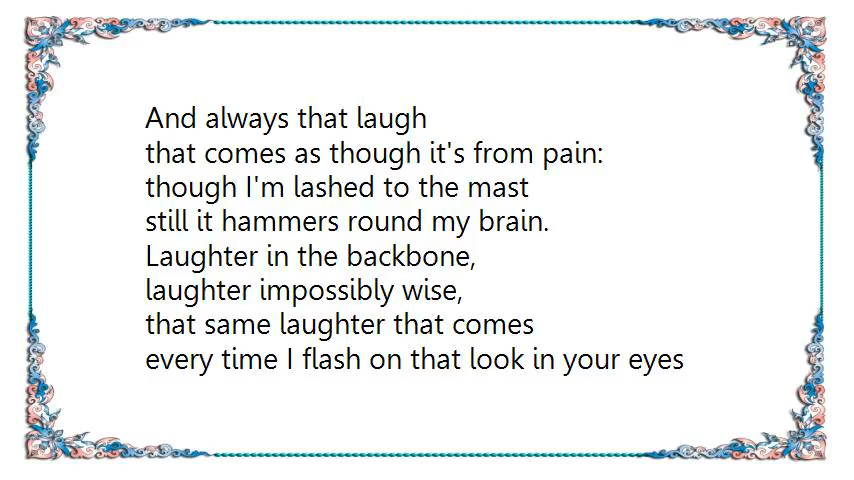 And always that laugh
that comes as though it's from pain:
though I'm lashed to the mast
still it hammers round my brain.
Laughter in the backbone,
laughter impossibly wise,
that same laughter that comes
every time I flash on that look in your eyes